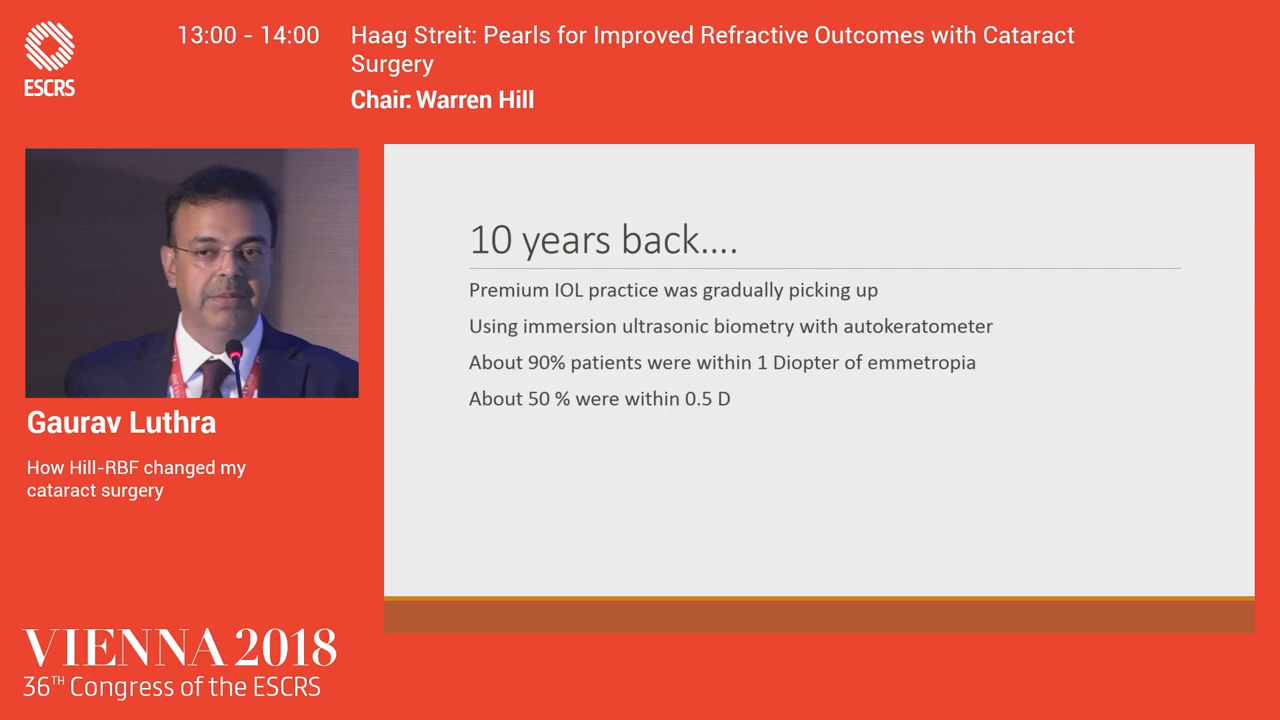 ESCRS
13:00 - 14:00
Haag Streit: Pearls for Improved Refractive Outcomes with Cataract
Surgery
Chair: Warren Hill
10 years back....
Premium IOL practice was gradually picking up
Using immersion ultrasonic biometry with autokeratometer
About 90% patients were within 1 Diopter of emmetropia
About 50 % were within 0.5 D
Gaurav Luthra
How Hill-RBF changed my
cataract surgery
VIENNA 2018
36TH Congress of the ESCRS